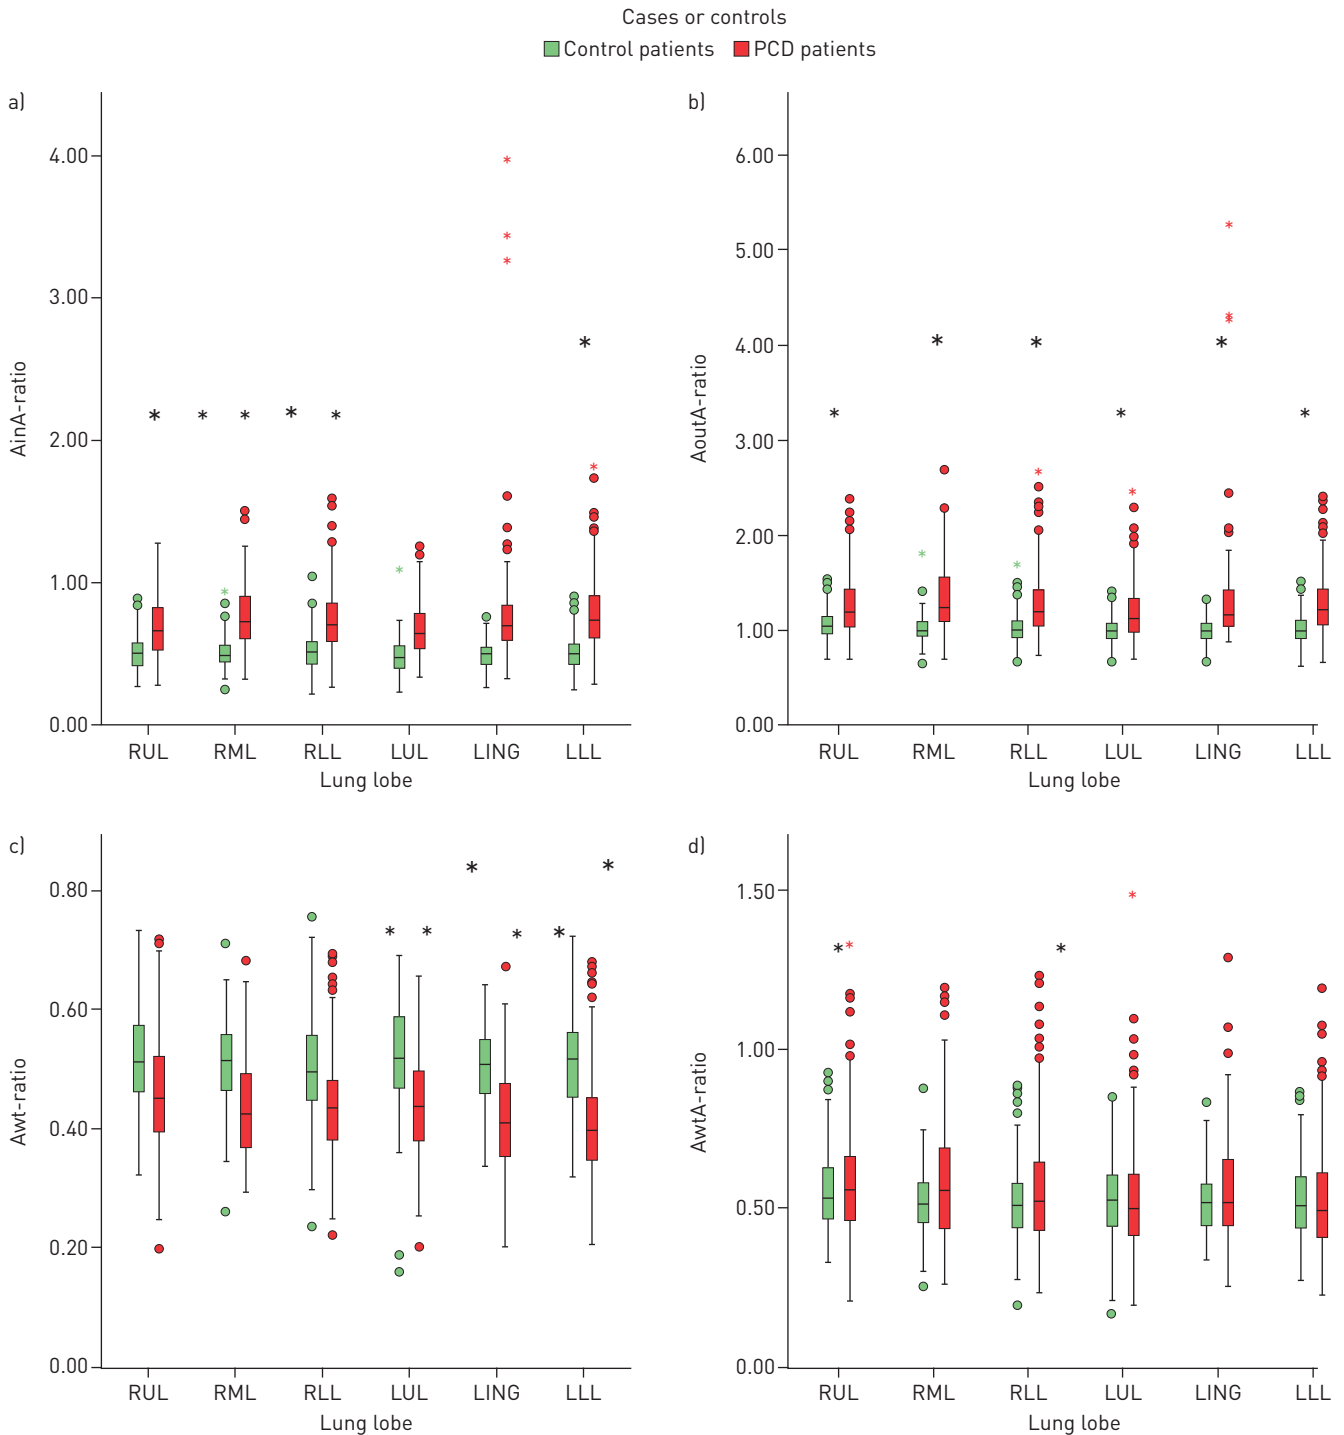 Cases or controls
Control patients PCD patients
a)
4.00
3.00
2.00
1.00
0.00
AinA-ratio
* * * * * *
RUL RML RLL LUL LING LLL
Lung lobe
b)
6.00
5.00
4.00
3.00
2.00
1.00
0.00
AoutA-ratio
* * * * * *
RUL RML RLL LUL LING LLL
Lung lobe
c)
0.80
0.60
0.40
0.20
0.00
Awt-ratio
* * * * * *
RUL RML RLL LUL LING LLL
Lung lobe
d)
1.50
1.00
0.50
0.00
AwtA-ratio
* *
RUL RML RLL LUL LING LLL
Lung lobe